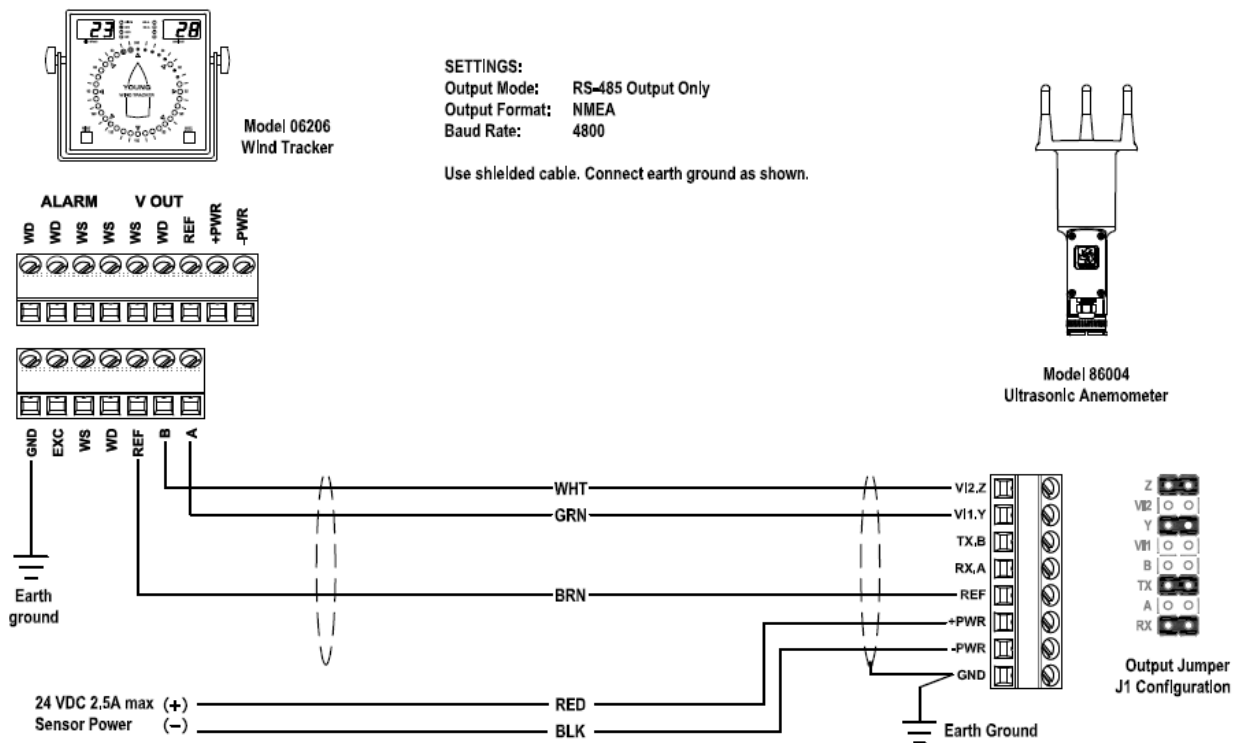 23 28
YOUNG
WIND TRACKER
Model 06206
Wind Tracker
SETTINGS:
Output Mode: RS-485 Output Only
Output Format: NMEA
Baud Rate: 4800
Use shielded cable. Connect earth ground as shown.
Model 86004
Ultrasonic Anemometer
ALARM V OUT
WD WD WS WS WS WD REF +PWR -PWR
GND EXC WS WD REF B A
Earth
ground
WHT
GRN
BRN
RED
BLK
24 VDC 2.5A max (+)
Sensor Power (−)
VI2,Z
VI1,Y
TX,B
RX,A
REF
+PWR
-PWR
GND
Earth Ground
Z
VI2
Y
VI1
B
TX
A
RX
Output Jumper
J1 Configuration